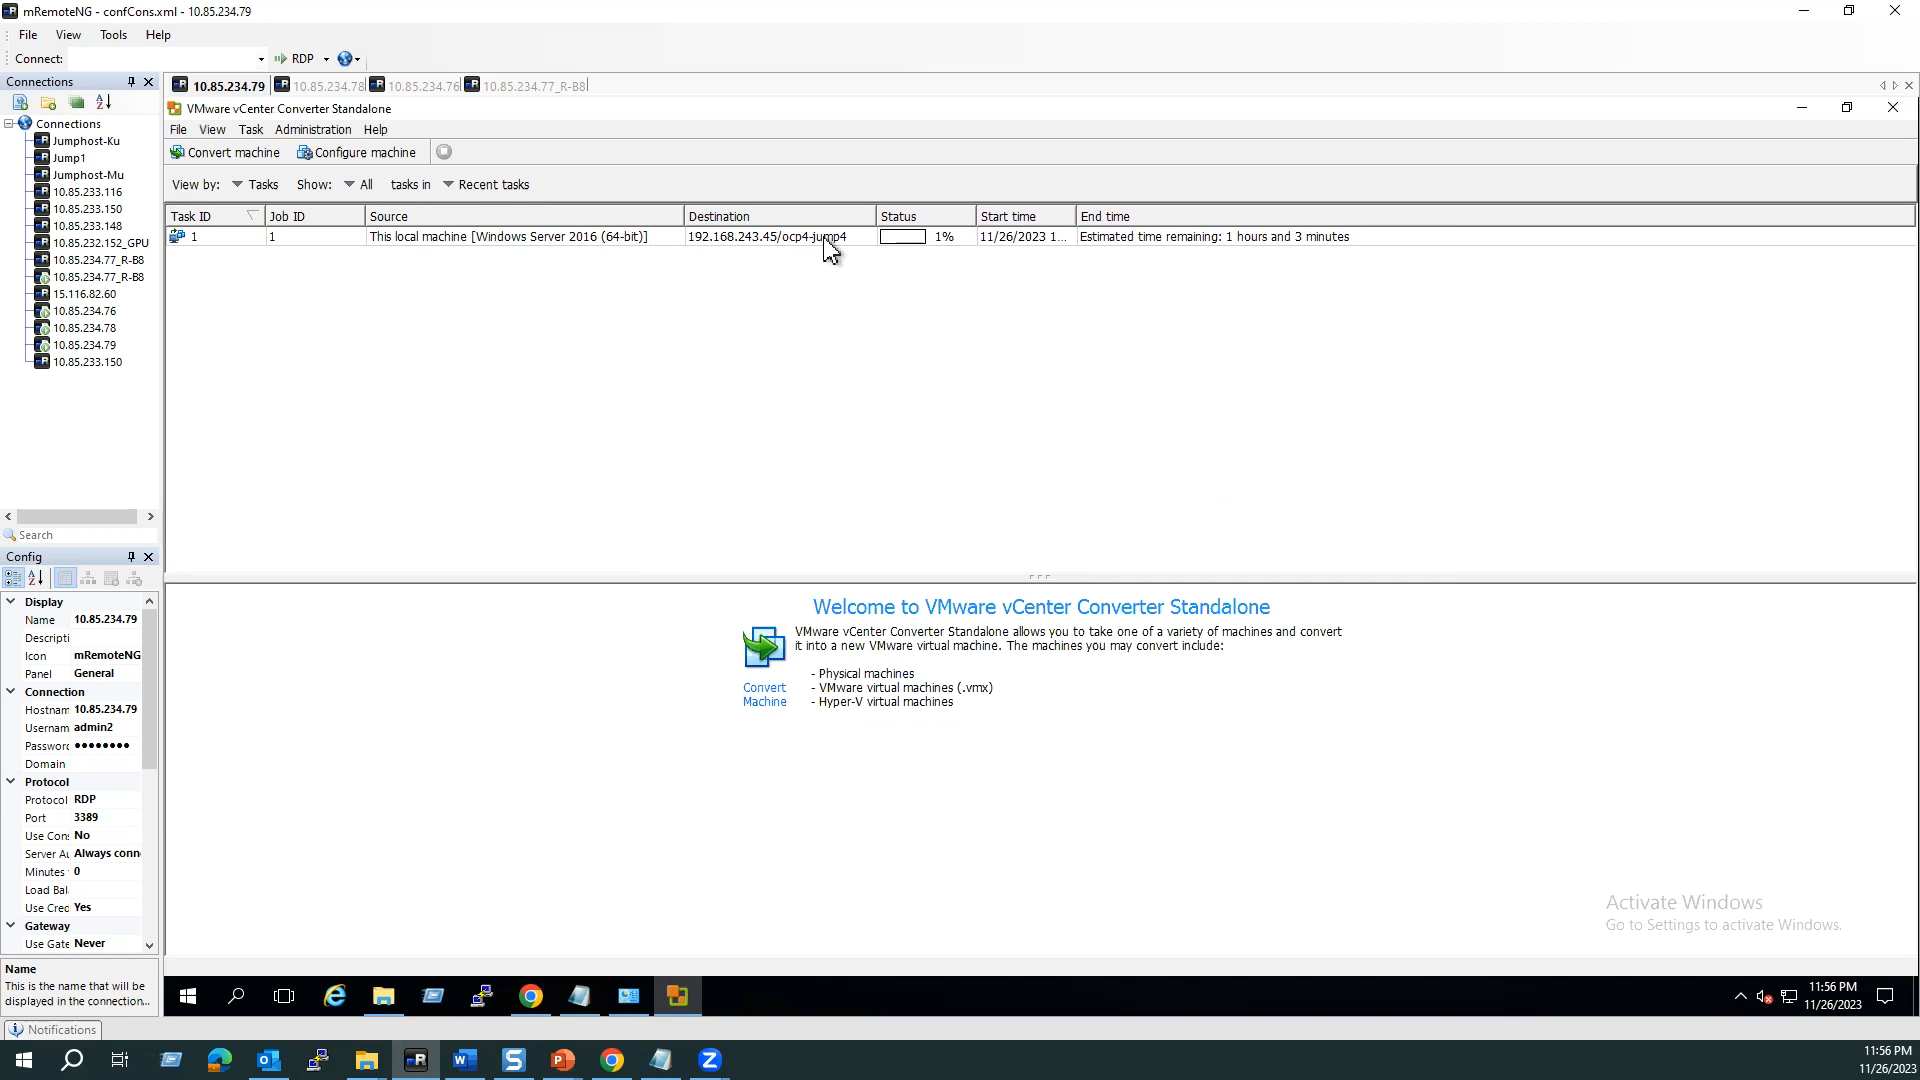 mRemoteNG - confCons.xml - 10.85.234.79
File View Tools Help
Connect: RDP
Connections
10.85.234.79 10.85.234.78 10.85.234.76 10.85.234.77_R-B8
VMware vCenter Converter Standalone
File View Task Administration Help
Convert machine Configure machine
View by: Tasks Show: All tasks in Recent tasks
Task ID Job ID Source Destination Status Start time End time
1 1 This local machine [Windows Server 2016 (64-bit)] 192.168.243.45/ocp4-jump4 1% 11/26/2023 1... Estimated time remaining: 1 hours and 3 minutes
Connections
Jumphost-Ku
Jump1
Jumphost-Mu
10.85.233.116
10.85.233.150
10.85.233.148
10.85.232.152_GPU
10.85.234.77_R-B8
10.85.234.77_R-B8
15.116.82.60
10.85.234.76
10.85.234.78
10.85.234.79
10.85.233.150
Search
Config
Display
Name 10.85.234.79
Descripti
Icon mRemoteNG
Panel General
Connection
Hostnam 10.85.234.79
Usernam admin2
Password ●●●●●●●●
Domain
Protocol
Protocol RDP
Port 3389
Use Con: No
Server Au Always conn
Minutes 0
Load Bal
Use Cred Yes
Gateway
Use Gate Never
Name
This is the name that will be
displayed in the connection...
Notifications
Welcome to VMware vCenter Converter Standalone
VMware vCenter Converter Standalone allows you to take one of a variety of machines and convert
it into a new VMware virtual machine. The machines you may convert include:
- Physical machines
- VMware virtual machines (.vmx)
- Hyper-V virtual machines
Convert
Machine
Activate Windows
Go to Settings to activate Windows.
11:56 PM
11/26/2023
11:56 PM
11/26/2023